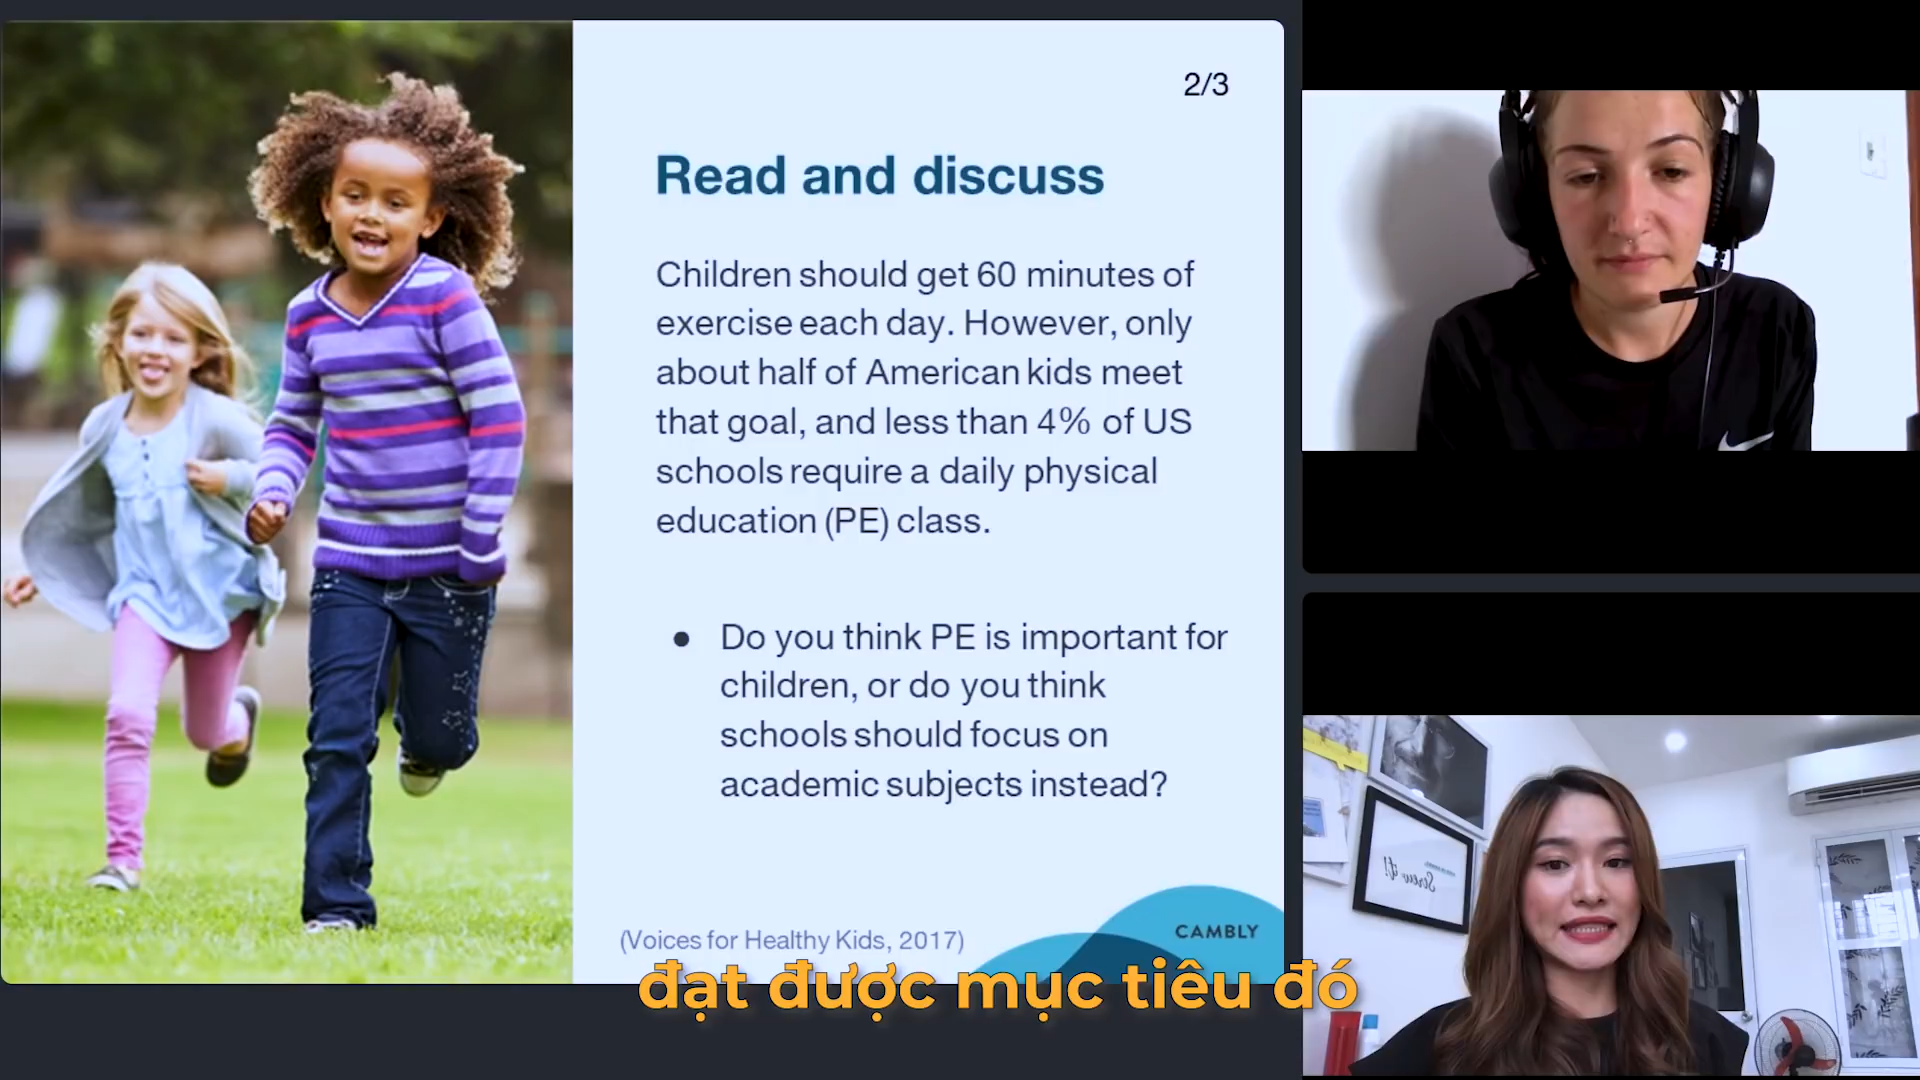 2/3
Read and discuss
Children should get 60 minutes of
exercise each day. However, only
about half of American kids meet
that goal, and less than 4% of US
schools require a daily physical
education (PE) class.
● Do you think PE is important for
children, or do you think
schools should focus on
academic subjects instead?
(Voices for Healthy Kids, 2017)
CAMBLY
đạt được mục tiêu đó
Screw it!